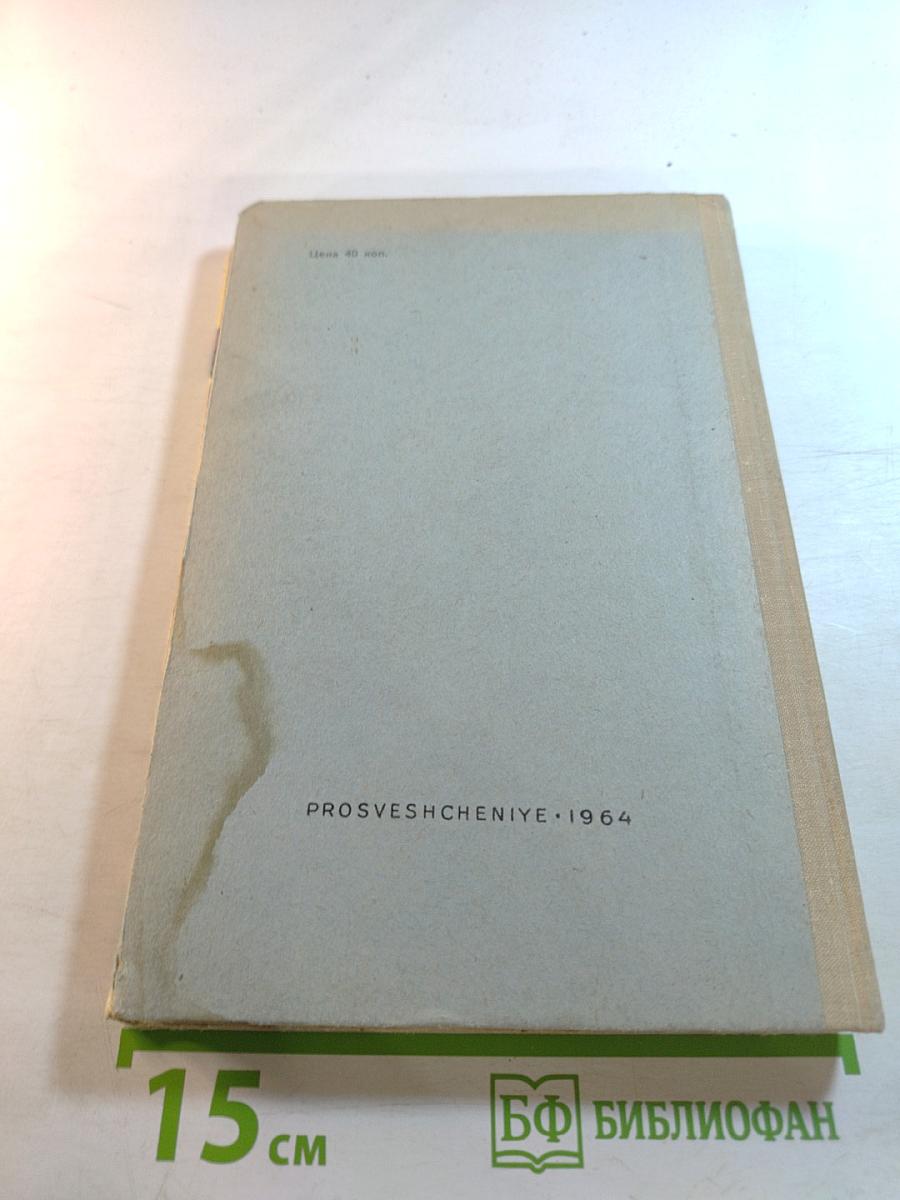 Цена 40 коп.
PROSVESHCHENIYE • 1964
15 см
БФ БИБЛИОФАН